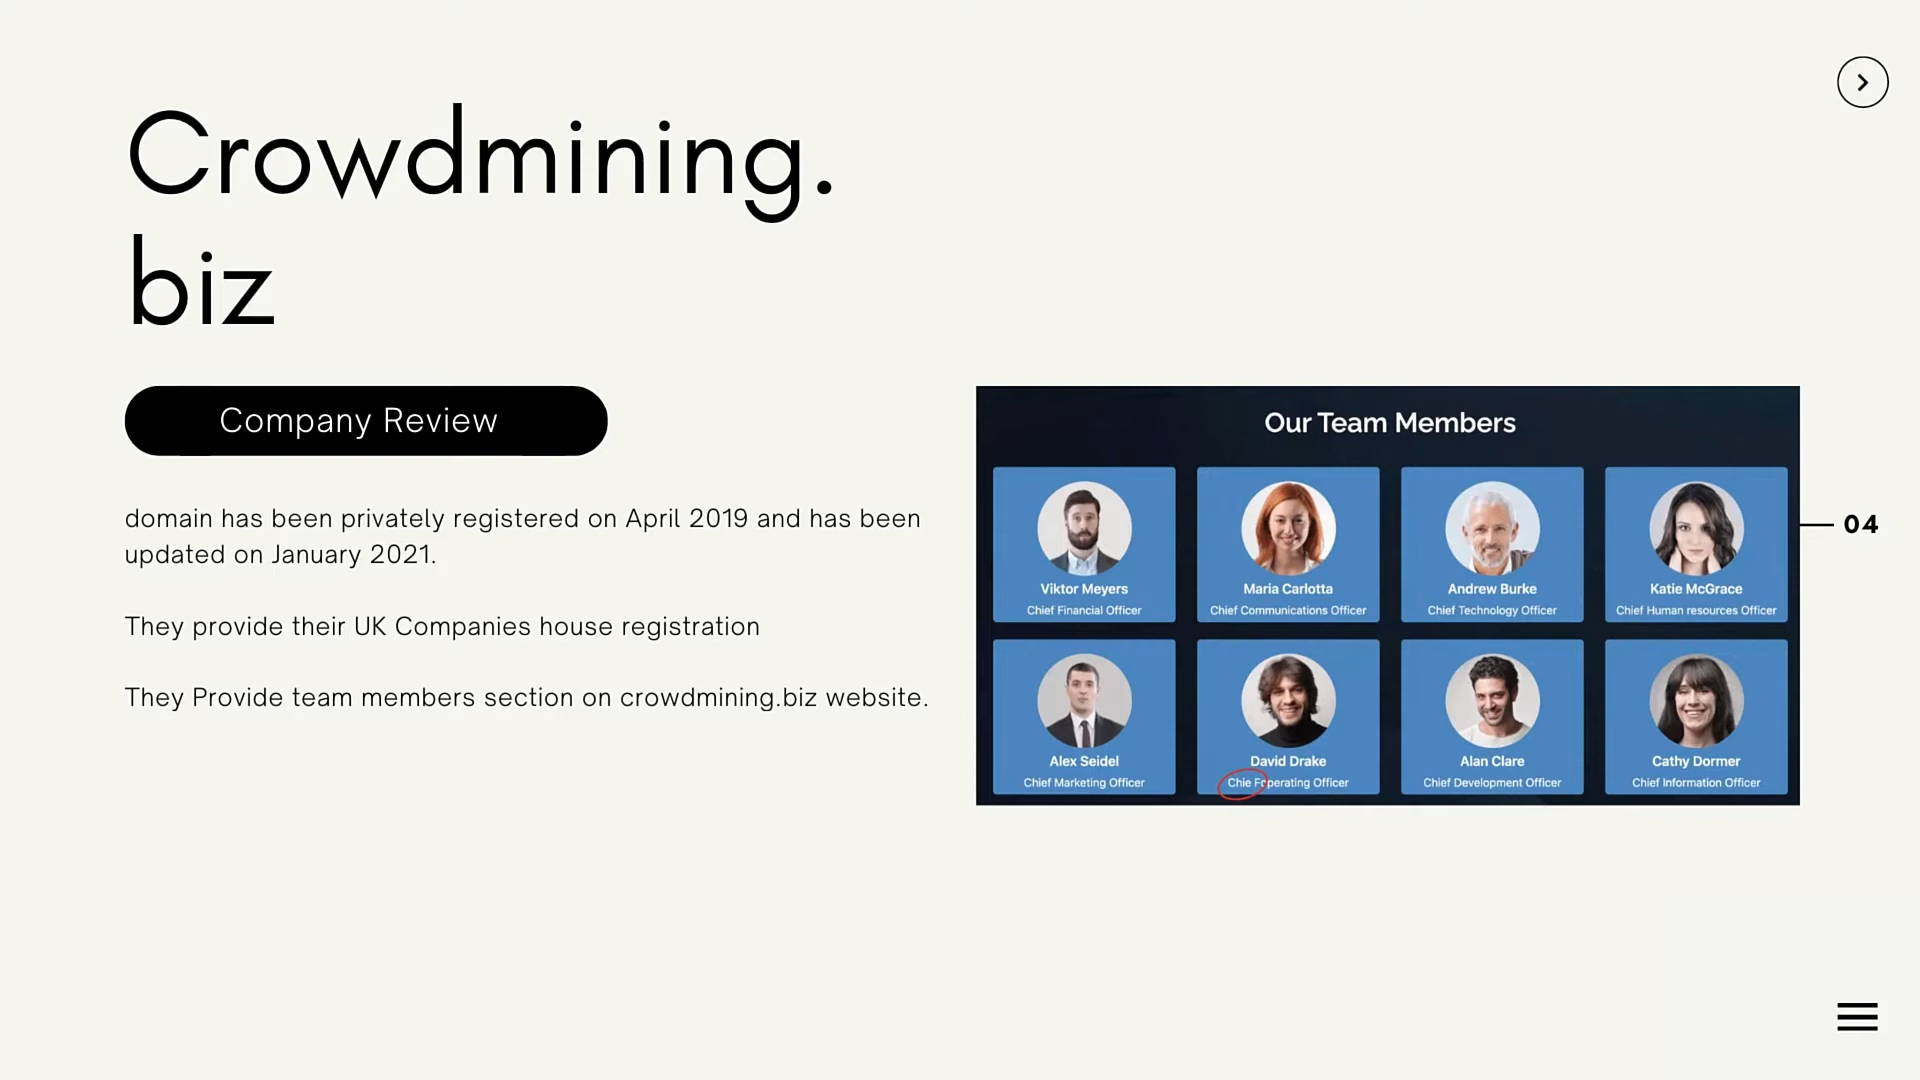 Crowdmining.
biz
Company Review
domain has been privately registered on April 2019 and has been
updated on January 2021.
They provide their UK Companies house registration
They Provide team members section on crowdmining.biz website.
Our Team Members
Viktor Meyers
Chief Financial Officer
Maria Carlotta
Chief Communications Officer
Andrew Burke
Chief Technology Officer
Katie McGrace
Chief Human resources Officer
Alex Seidel
Chief Marketing Officer
David Drake
Chie Foperating Officer
Alan Clare
Chief Development Officer
Cathy Dormer
Chief Information Officer
04